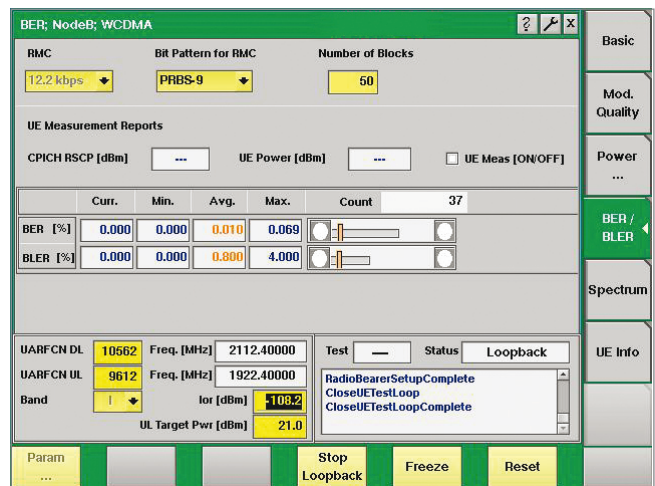 BER; NodeB; WCDMA ? x
RMC Bit Pattern for RMC Number of Blocks
12.2 kbps PRBS-9 50
UE Measurement Reports
CPICH RSCP [dBm] --- UE Power [dBm] --- UE Meas [ON/OFF]
Curr. Min. Avg. Max. Count 37
BER [%] 0.000 0.000 0.010 0.069
BLER [%] 0.000 0.000 0.800 4.000
UARFCN DL 10562 Freq. [MHz] 2112.40000 Test — Status Loopback
UARFCN UL 9612 Freq. [MHz] 1922.40000
Band I Ior [dBm] -108.2
UL Target Pwr [dBm] 21.0
RadioBearerSetupComplete
CloseUETestLoop
CloseUETestLoopComplete
Param
...
Stop
Loopback
Freeze
Reset
Basic
Mod.
Quality
Power
...
BER /
BLER
Spectrum
UE Info